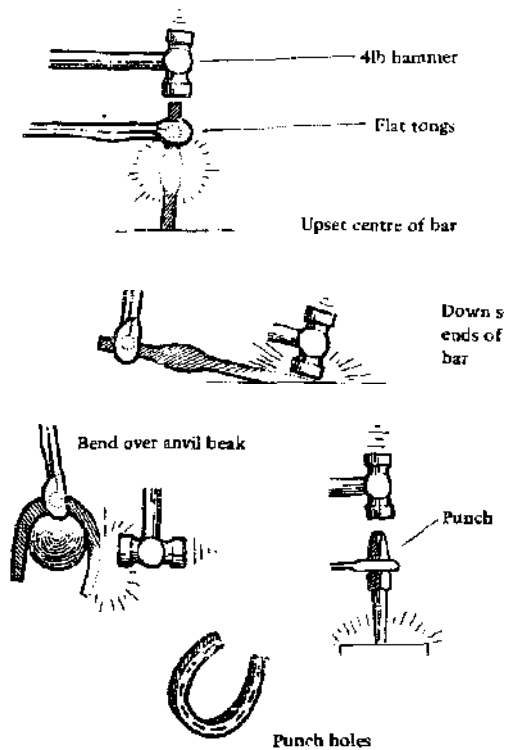 4lb hammer
Flat tongs
Upset centre of bar
Down s
ends of
bar
Bend over anvil beak
Punch
Punch holes